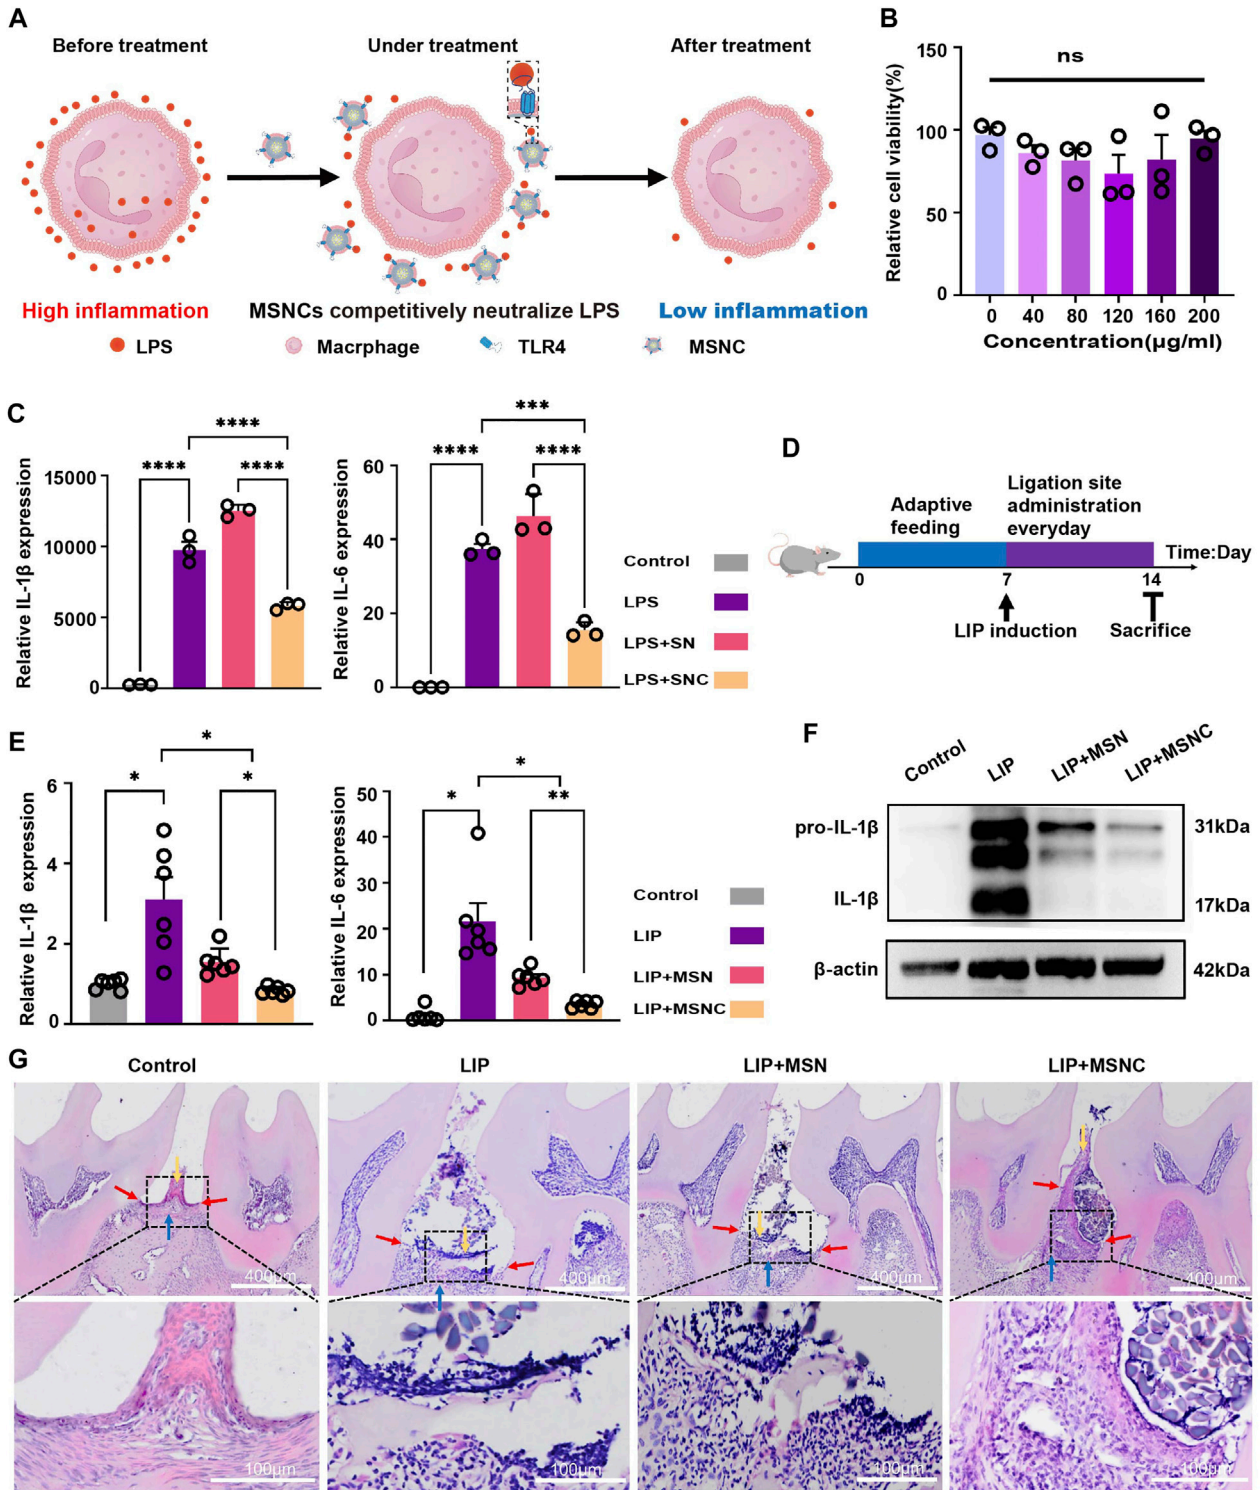 A
Before treatment
Under treatment
After treatment
High inflammation
MSNCs competitively neutralize LPS
Low inflammation
LPS
Macrphage
TLR4
MSNC
B
Relative cell viability(%)
150
100
50
0
ns
0 40 80 120 160 200
Concentration(μg/ml)
C
Relative IL-1β expression
15000
10000
5000
0
****
**** ****
Relative IL-6 expression
60
40
20
0
***
**** ****
Control
LPS
LPS+SN
LPS+SNC
D
Adaptive
feeding
Ligation site
administration
everyday
Time:Day
0 7 14
LIP induction
Sacrifice
E
Relative IL-1β expression
6
4
2
0
*
* *
Relative IL-6 expression
50
40
30
20
10
0
*
* **
Control
LIP
LIP+MSN
LIP+MSNC
F
Control LIP LIP+MSN LIP+MSNC
pro-IL-1β 31kDa
IL-1β 17kDa
β-actin 42kDa
G
Control LIP LIP+MSN LIP+MSNC
400μm 400μm 400μm 400μm
100μm 100μm 100μm 100μm